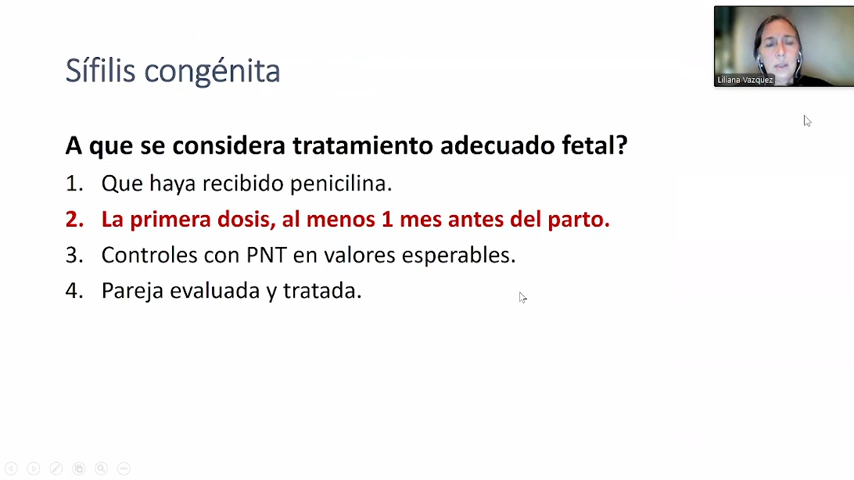 Sífilis congénita
Liliana Vazquez
A que se considera tratamiento adecuado fetal?
1. Que haya recibido penicilina.
2. La primera dosis, al menos 1 mes antes del parto.
3. Controles con PNT en valores esperables.
4. Pareja evaluada y tratada.